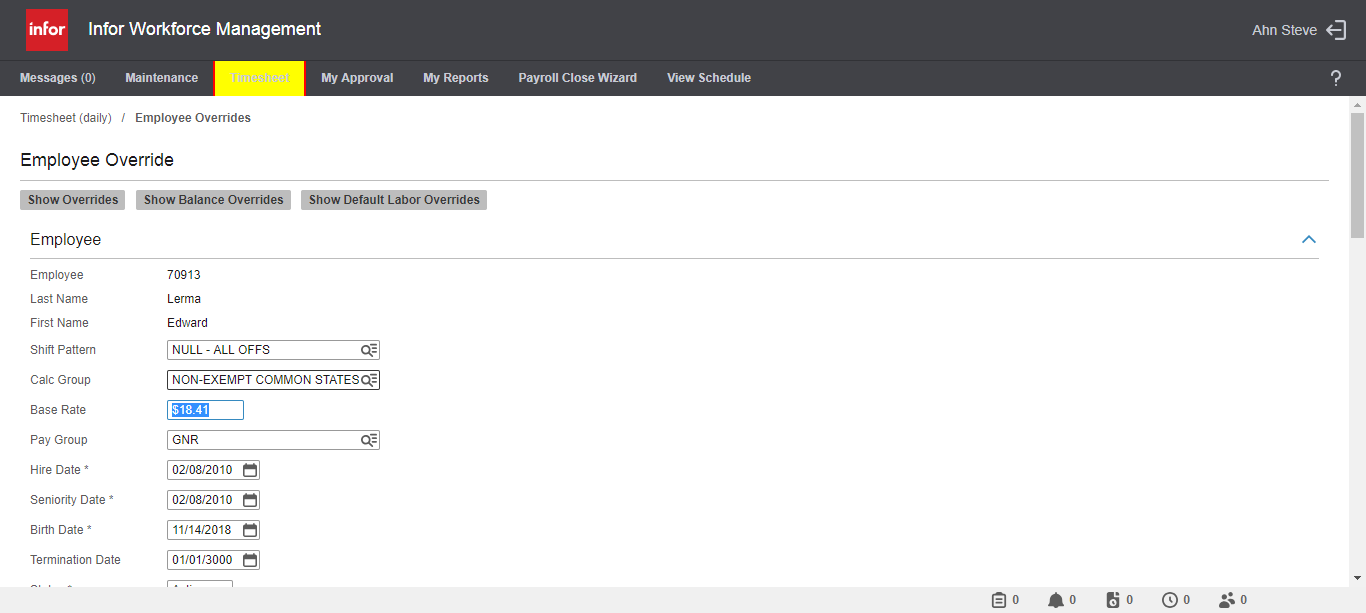 infor Infor Workforce Management Ahn Steve
Messages (0) Maintenance Timesheet My Approval My Reports Payroll Close Wizard View Schedule ?
Timesheet (daily) / Employee Overrides
Employee Override
Show Overrides Show Balance Overrides Show Default Labor Overrides
Employee
Employee 70913
Last Name Lerma
First Name Edward
Shift Pattern NULL - ALL OFFS
Calc Group NON-EXEMPT COMMON STATES
Base Rate $18.41
Pay Group GNR
Hire Date * 02/08/2010
Seniority Date * 02/08/2010
Birth Date * 11/14/2018
Termination Date 01/01/3000
0 0 0 0 0